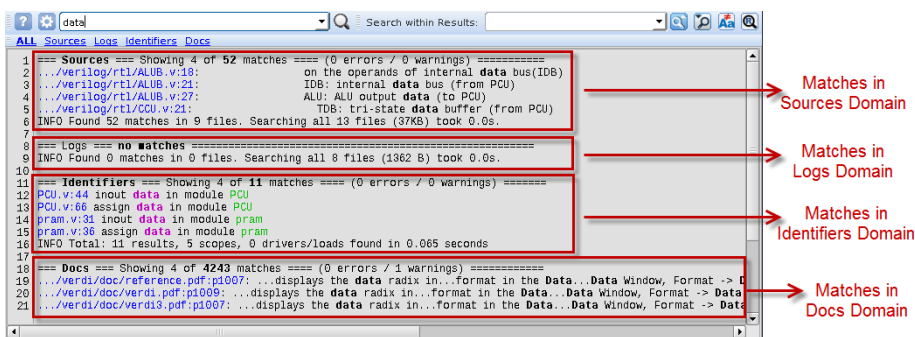 data Search within Results:
ALL Sources Logs Identifiers Docs
1 === Sources === Showing 4 of 52 matches ==== (0 errors / 0 warnings) ===========
2 .../verilog/rtl/ALUB.v:18: on the operands of internal data bus(IDB)
3 .../verilog/rtl/ALUB.v:21: IDB: internal data bus (from PCU)
4 .../verilog/rtl/ALUB.v:27: ALU: ALU output data (to PCU)
5 .../verilog/rtl/CCU.v:21: TDB: tri-state data buffer (from PCU)
6 INFO Found 52 matches in 9 files. Searching all 13 files (37KB) took 0.0s.
7
8 === Logs === no matches ====================================================
9 INFO Found 0 matches in 0 files. Searching all 8 files (1362 B) took 0.0s.
10
11 === Identifiers === Showing 4 of 11 matches ==== (0 errors / 0 warnings) =======
12 PCU.v:44 inout data in module PCU
13 PCU.v:66 assign data in module PCU
14 pram.v:31 inout data in module pram
15 pram.v:36 assign data in module pram
16 INFO Total: 11 results, 5 scopes, 0 drivers/loads found in 0.065 seconds
17
18 === Docs === Showing 4 of 4243 matches ==== (0 errors / 1 warnings) ===========
19 .../verdi/doc/reference.pdf:p1007: ...displays the data radix in...format in the Data...Data Window, Format -> D
20 .../verdi/doc/verdi.pdf:p1009: ...displays the data radix in...format in the Data...Data Window, Format -> Data
21 .../verdi/doc/verdi3.pdf:p1007: ...displays the data radix in...format in the Data...Data Window, Format -> Data
Matches in
Sources Domain
Matches in
Logs Domain
Matches in
Identifiers Domain
Matches in
Docs Domain